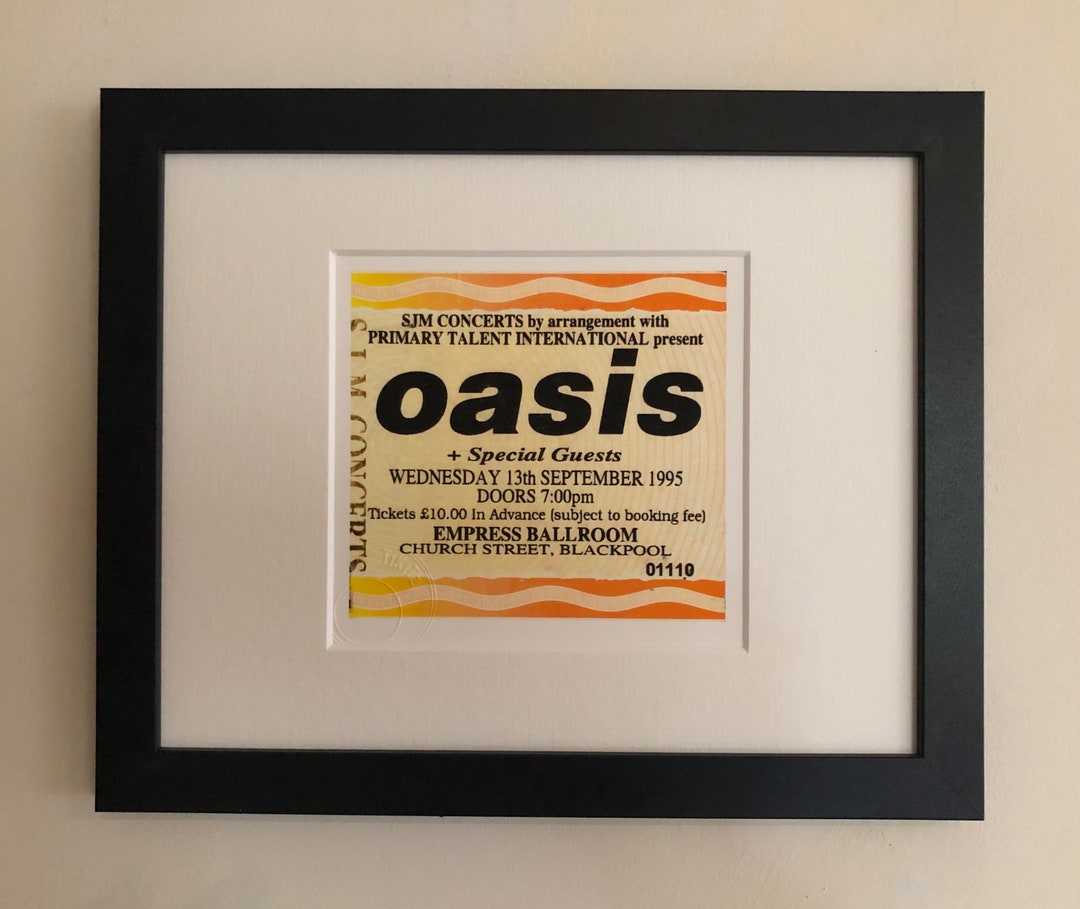 SJM CONCERTS by arrangement with
PRIMARY TALENT INTERNATIONAL present
oasis
+ Special Guests
WEDNESDAY 13th SEPTEMBER 1995
DOORS 7:00pm
Tickets £10.00 In Advance (subject to booking fee)
EMPRESS BALLROOM
CHURCH STREET, BLACKPOOL
01110
SJM CONCERTS